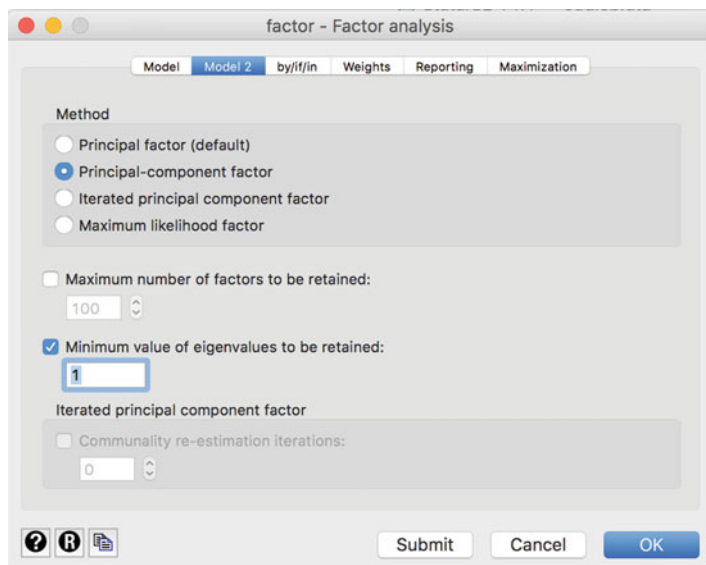 factor - Factor analysis
Model Model 2 by/if/in Weights Reporting Maximization
Method
Principal factor (default)
Principal-component factor
Iterated principal component factor
Maximum likelihood factor
Maximum number of factors to be retained:
100
Minimum value of eigenvalues to be retained:
1
Iterated principal component factor
Communality re-estimation iterations:
0
? R Submit Cancel OK